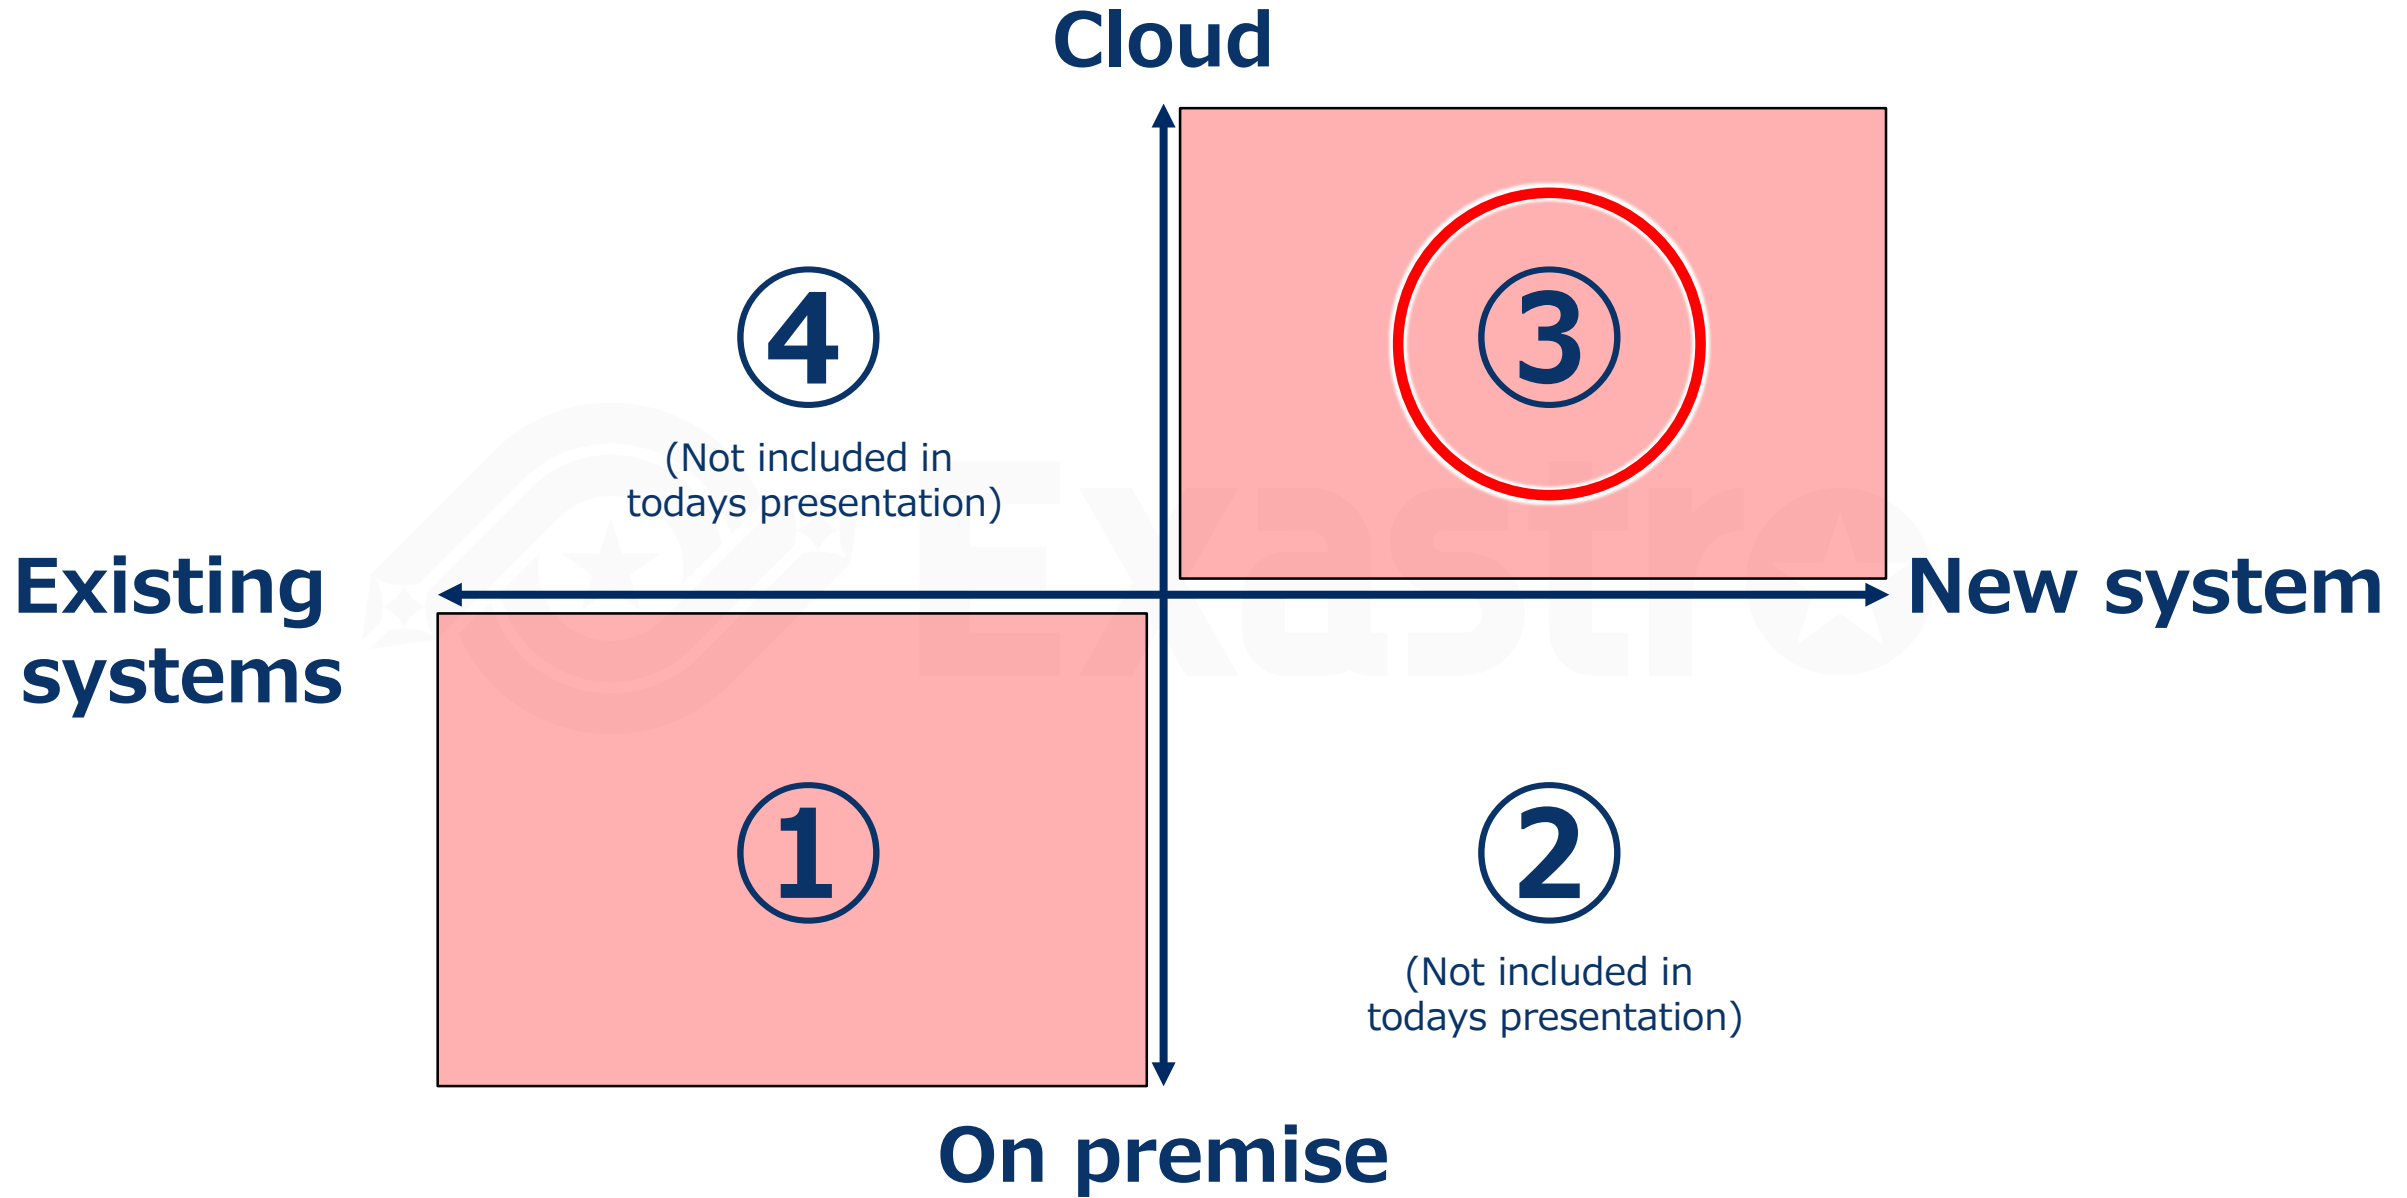 Cloud
④
(Not included in
todays presentation)
③
Existing
systems
New system
Exastro
①
②
(Not included in
todays presentation)
On premise